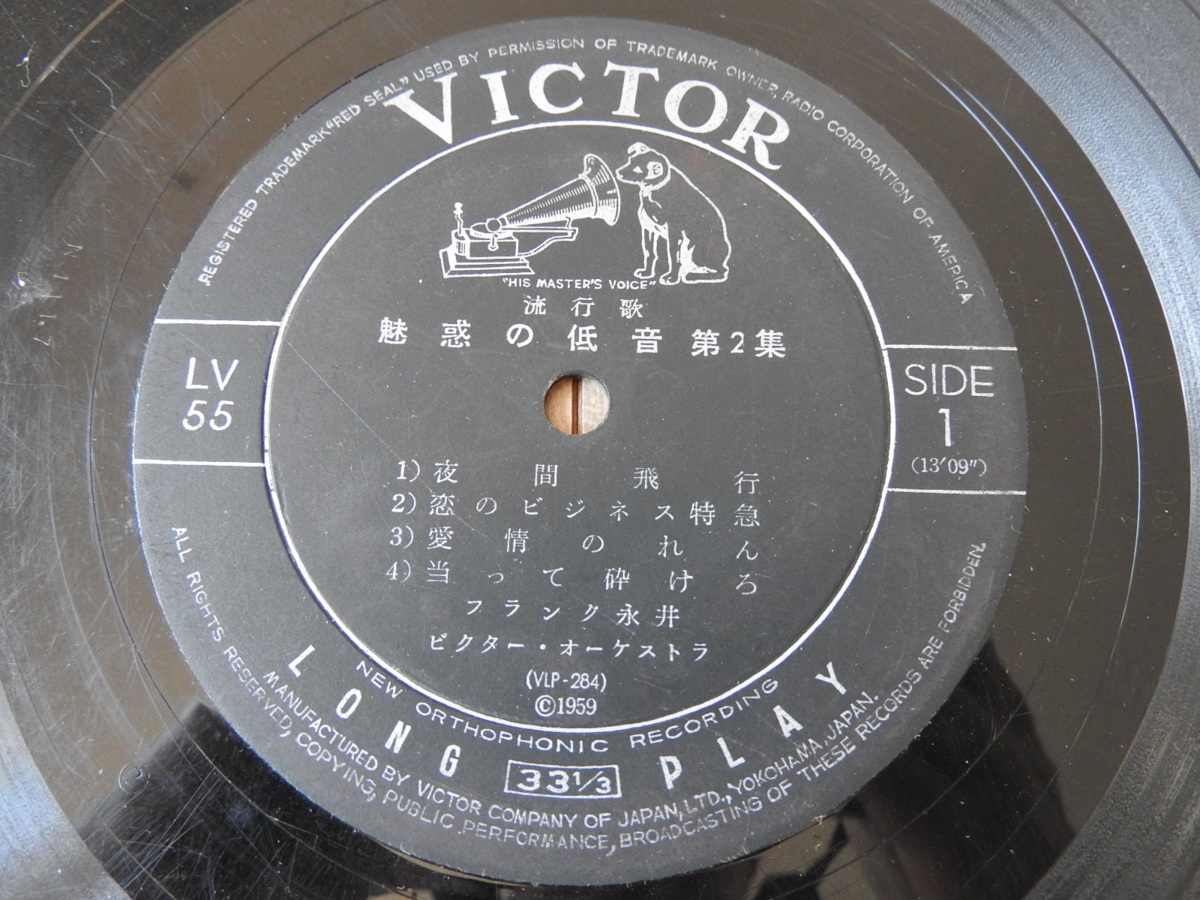 REGISTERED TRADEMARK "RED SEAL" USED BY PERMISSION OF TRADEMARK OWNER, RADIO CORPORATION OF AMERICA
VICTOR
"HIS MASTER'S VOICE"
流行歌
魅惑の低音 第2集
LV
55
SIDE
1
(13′09″)
1) 夜間飛行
2) 恋のビジネス特急
3) 愛情のれん
4) 当って砕けろ
フランク永井
ビクター・オーケストラ
(VLP-284)
©1959
NEW ORTHOPHONIC RECORDING
LONG PLAY
33 1/3
MANUFACTURED BY VICTOR COMPANY OF JAPAN, LTD., YOKOHAMA, JAPAN.
ALL RIGHTS RESERVED, COPYING, PUBLIC PERFORMANCE, BROADCASTING OF THESE RECORDS ARE FORBIDDEN.